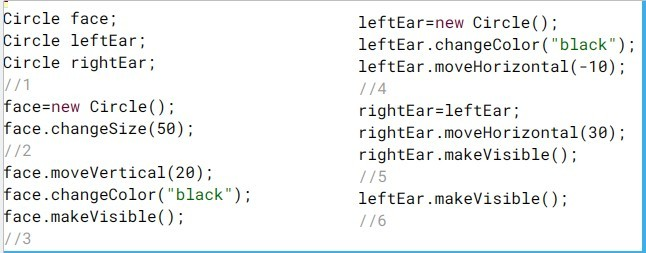 Circle face;
Circle leftEar;
Circle rightEar;
//1
face=new Circle();
face.changeSize(50);
//2
face.moveVertical(20);
face.changeColor("black");
face.makeVisible();
//3
leftEar=new Circle();
leftEar.changeColor("black");
leftEar.moveHorizontal(-10);
//4
rightEar=leftEar;
rightEar.moveHorizontal(30);
rightEar.makeVisible();
//5
leftEar.makeVisible();
//6